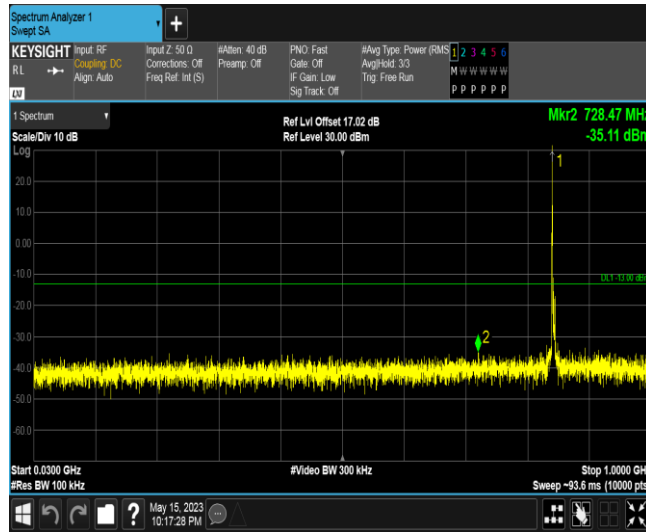 Spectrum Analyzer 1
Swept SA
KEYSIGHT
RL
LXI
Input: RF
Coupling: DC
Align: Auto
Input Z: 50 Ω
Corrections: Off
Freq Ref: Int (S)
#Atten: 40 dB
Preamp: Off
PNO: Fast
Gate: Off
IF Gain: Low
Sig Track: Off
#Avg Type: Power (RMS
Avg|Hold: 3/3
Trig: Free Run
1 2 3 4 5 6
M W W W W W
P P P P P P
1 Spectrum
Scale/Div 10 dB
Ref Lvl Offset 17.02 dB
Ref Level 30.00 dBm
Mkr2 728.47 MHz
-35.11 dBm
Log
1
20.0
10.0
0.00
-10.0
DL1 -13.00 dBm
-20.0
2
-30.0
-40.0
-50.0
-60.0
Start 0.0300 GHz
#Res BW 100 kHz
#Video BW 300 kHz
Stop 1.0000 GH
Sweep ~93.6 ms (10000 pts
?
May 15, 2023
10:17:28 PM